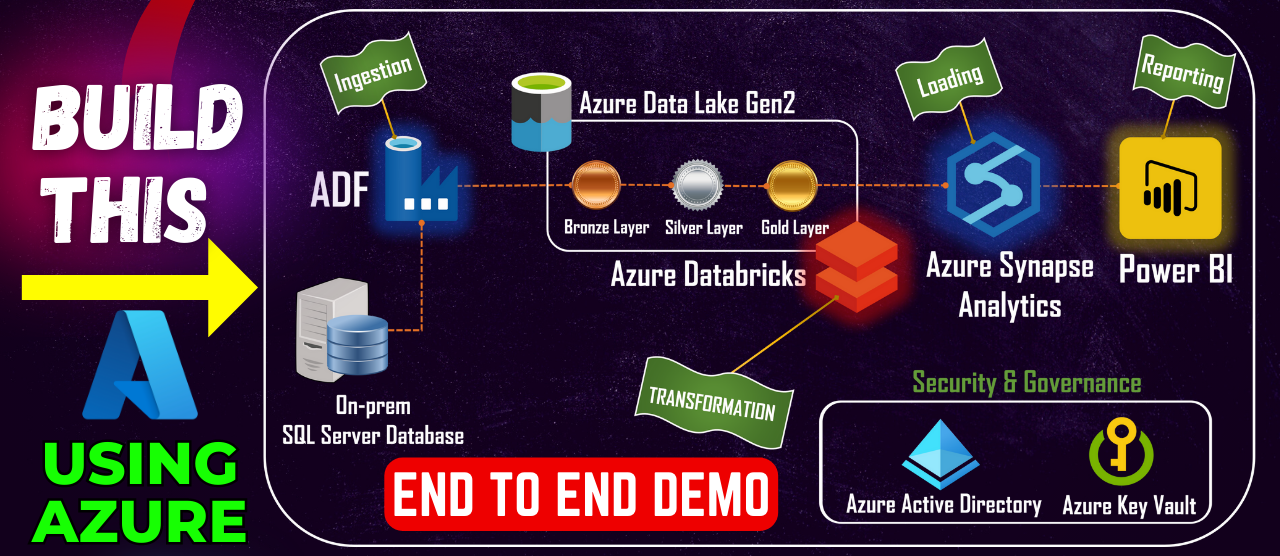 BUILD
THIS
USING
AZURE
Ingestion
ADF
On-prem
SQL Server Database
Azure Data Lake Gen2
Bronze Layer
Silver Layer
Gold Layer
Azure Databricks
TRANSFORMATION
Loading
Azure Synapse
Analytics
Reporting
Power BI
END TO END DEMO
Security & Governance
Azure Active Directory
Azure Key Vault